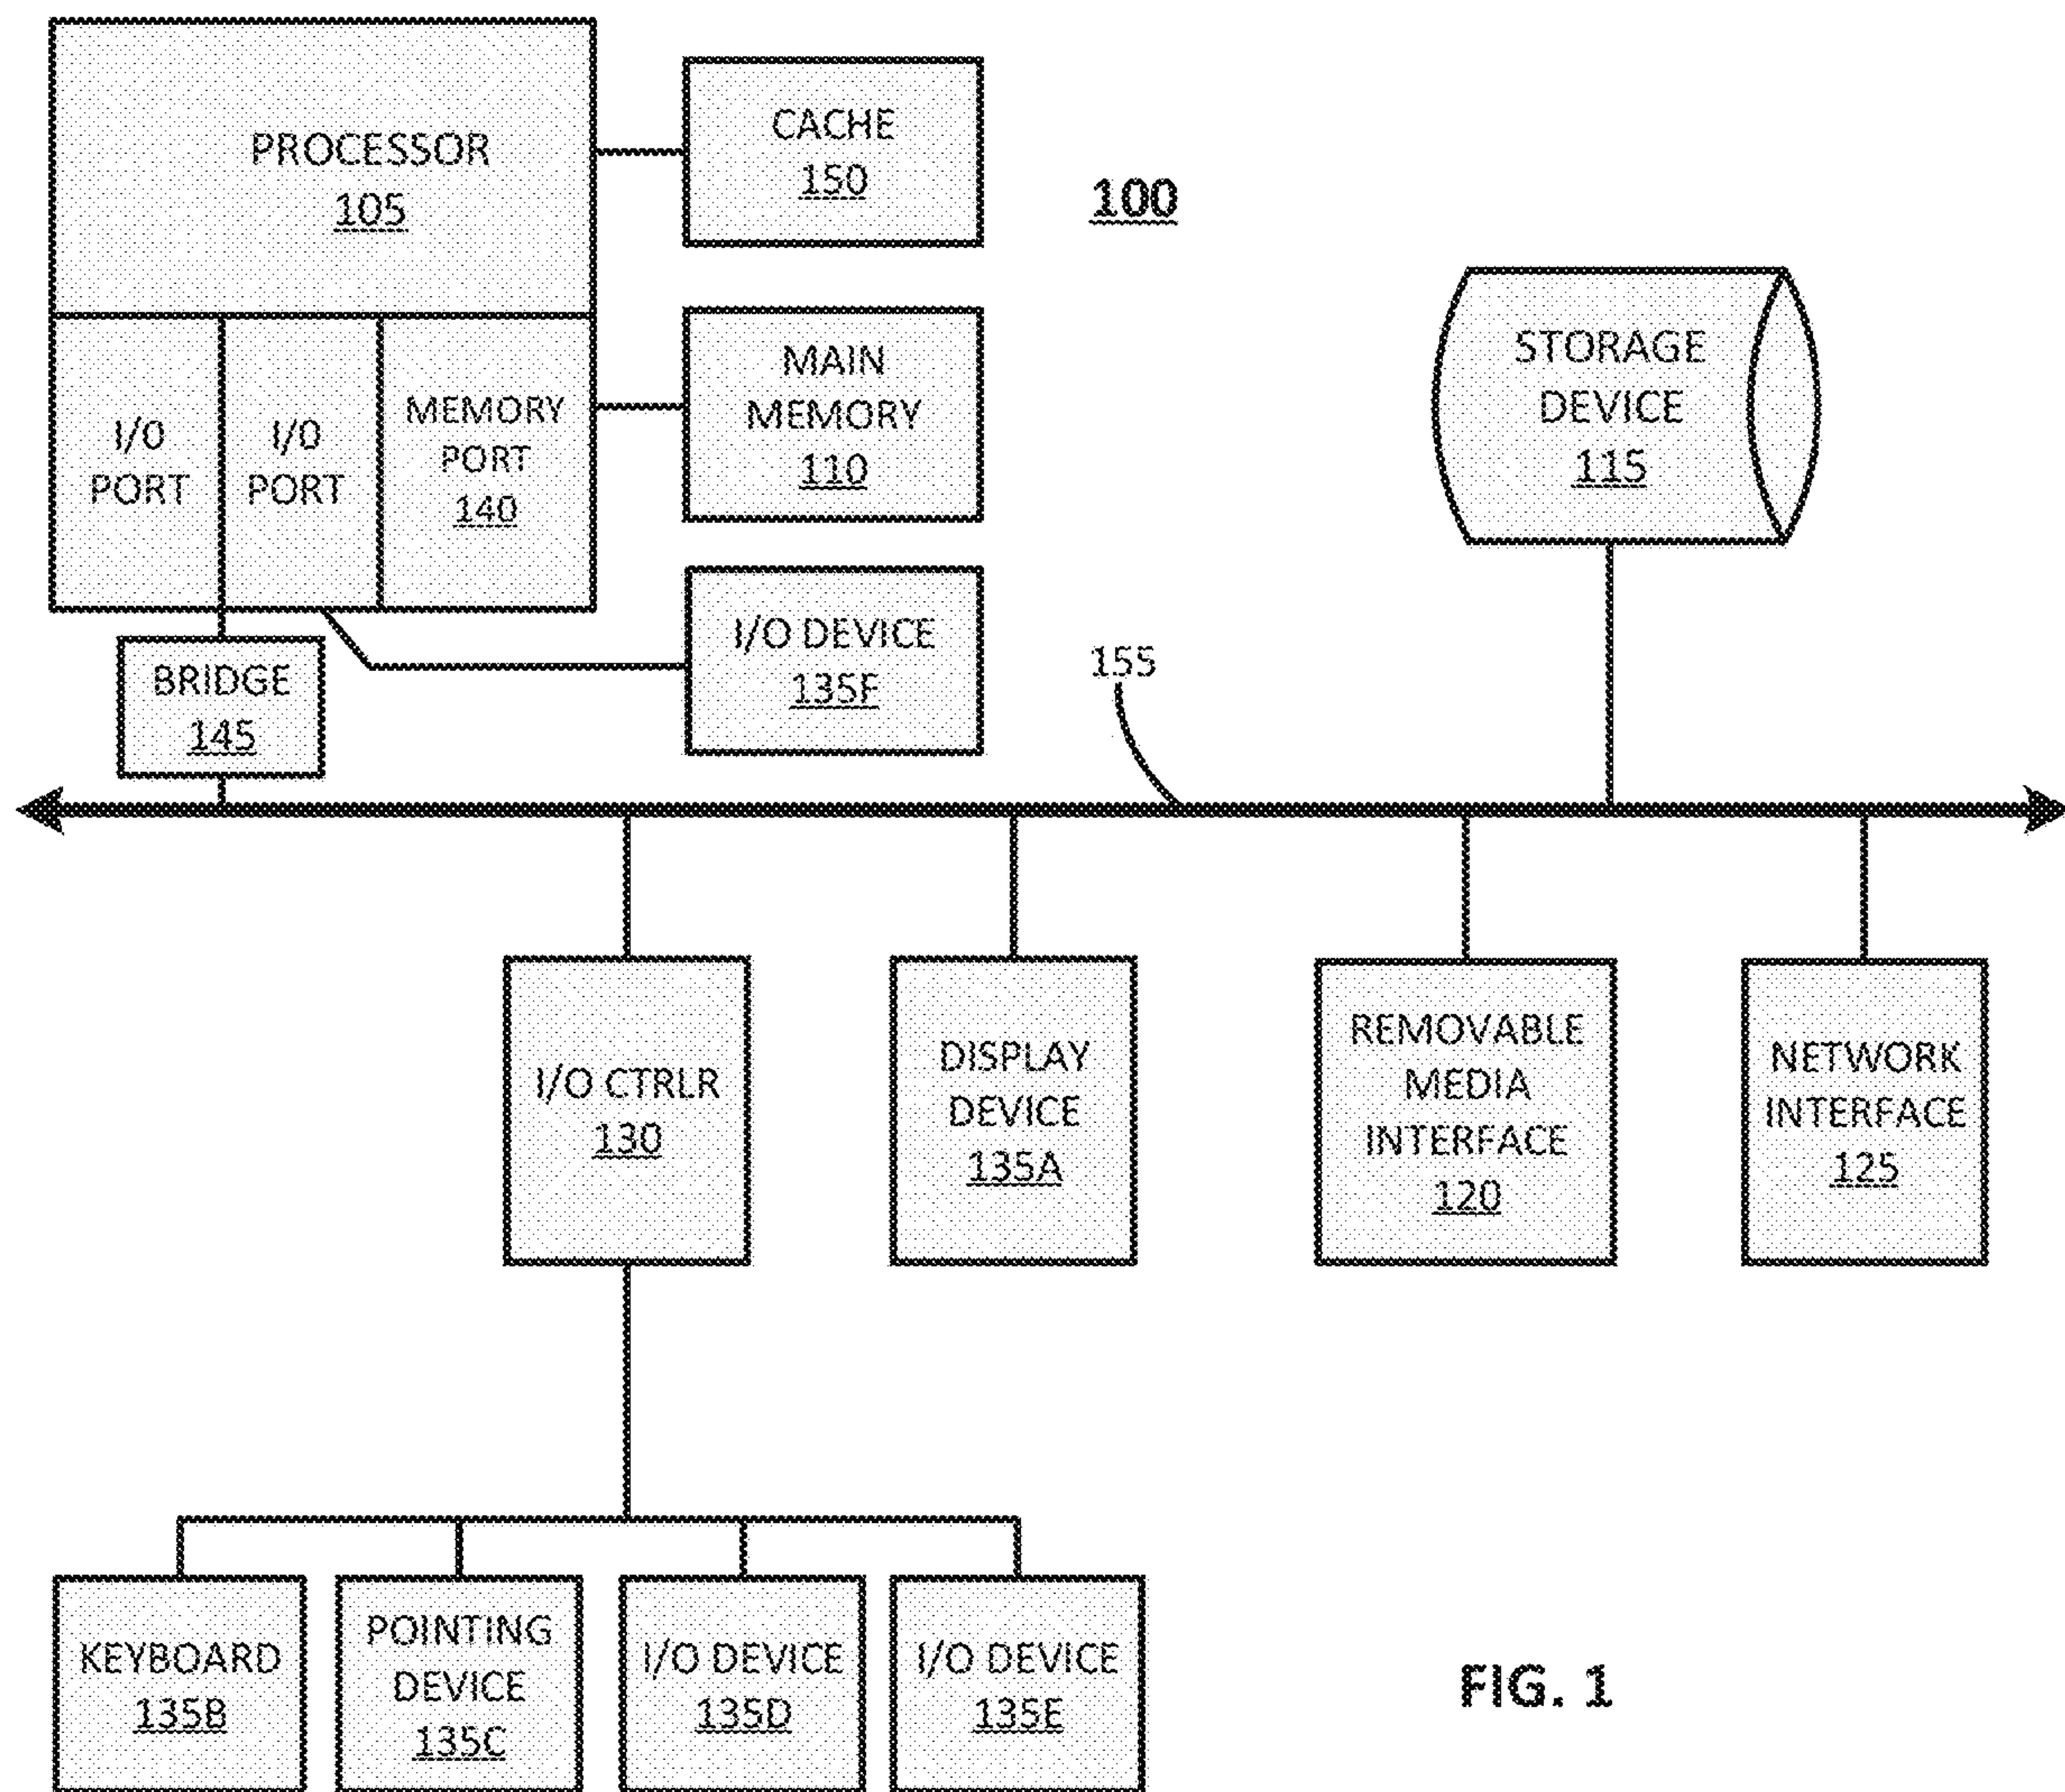 PROCESSOR
105
CACHE
150
100
I/O
PORT
I/O
PORT
MEMORY
PORT
140
MAIN
MEMORY
110
STORAGE
DEVICE
115
I/O DEVICE
135F
BRIDGE
145
155
I/O CTRLR
130
DISPLAY
DEVICE
135A
REMOVABLE
MEDIA
INTERFACE
120
NETWORK
INTERFACE
125
KEYBOARD
135B
POINTING
DEVICE
135C
I/O DEVICE
135D
I/O DEVICE
135E
FIG. 1